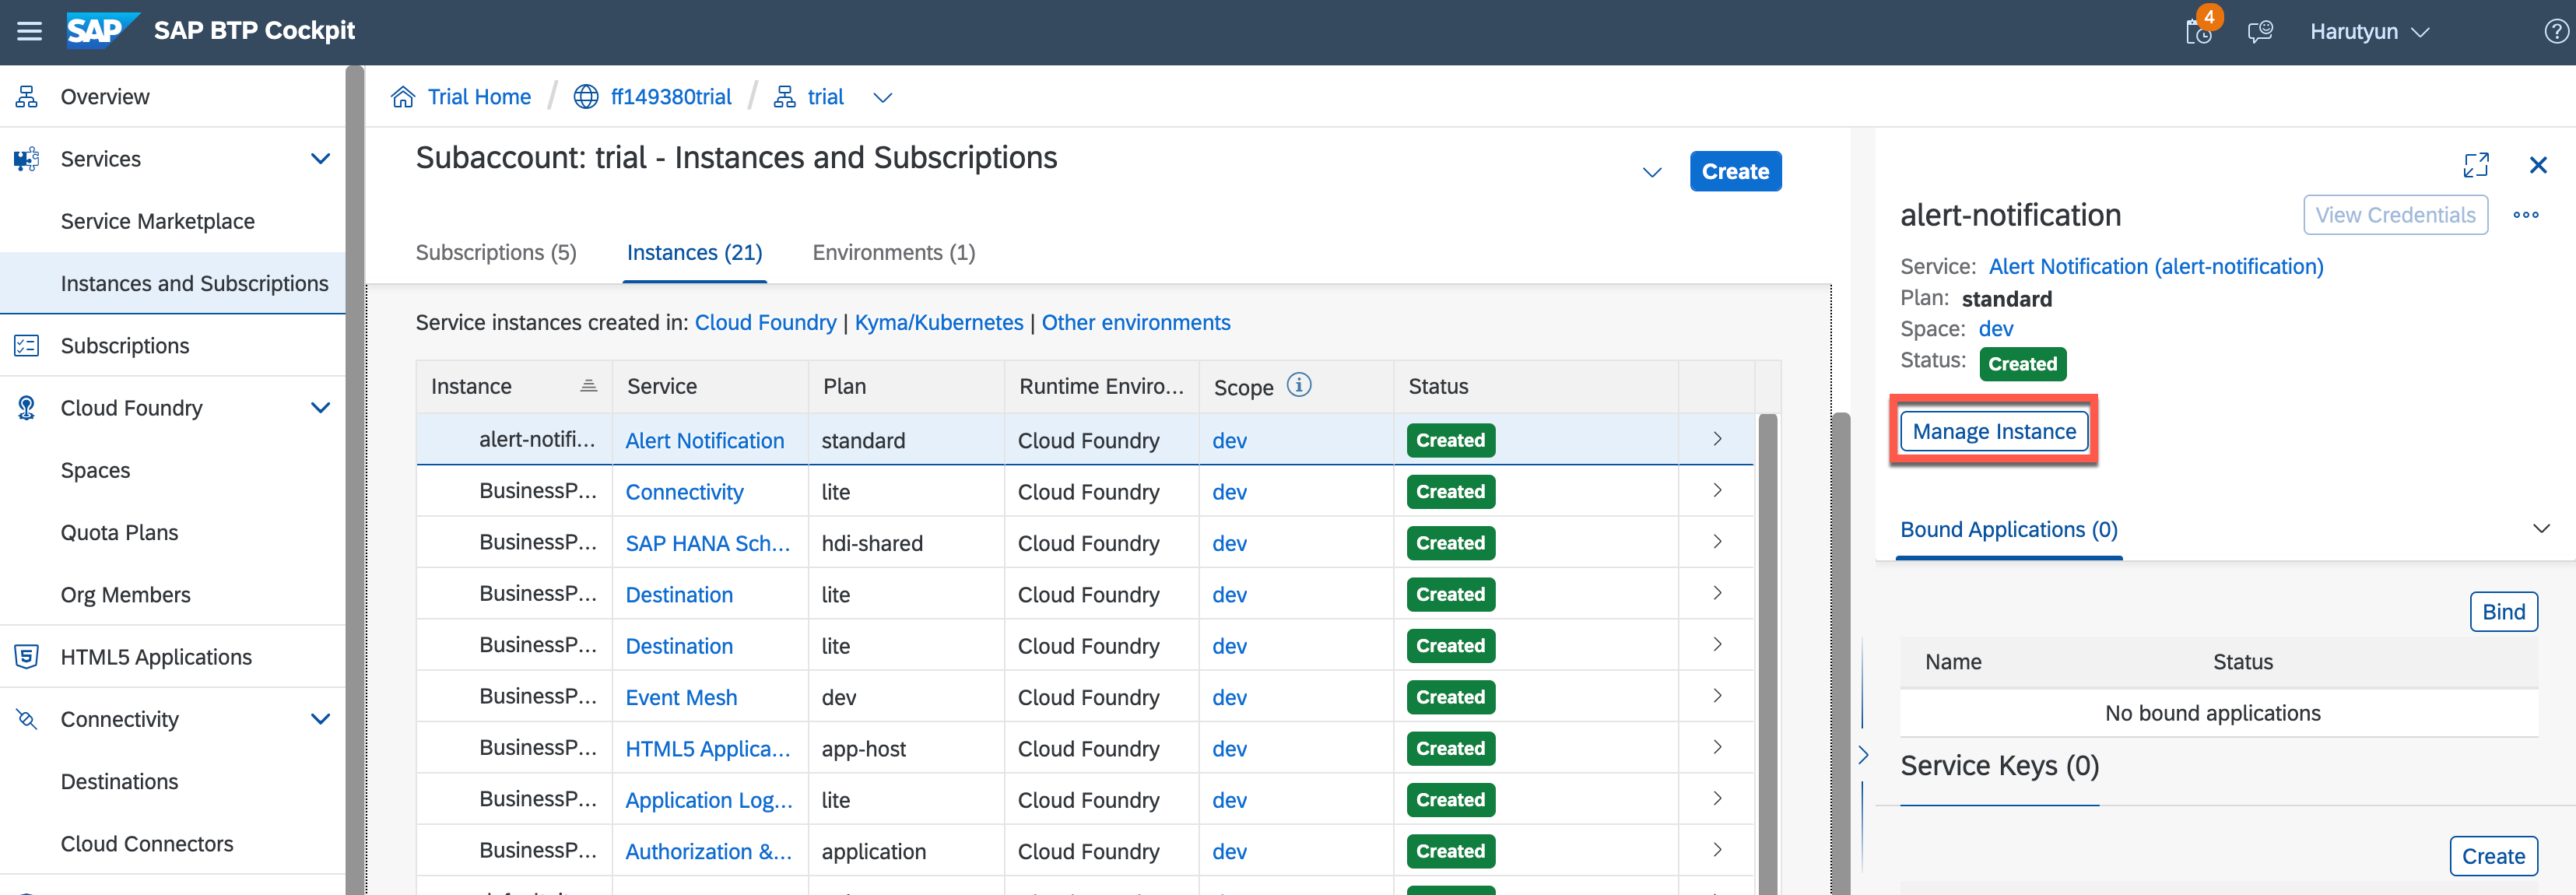 SAP SAP BTP Cockpit 4 Harutyun
Overview
Services
Service Marketplace
Instances and Subscriptions
Subscriptions
Cloud Foundry
Spaces
Quota Plans
Org Members
HTML5 Applications
Connectivity
Destinations
Cloud Connectors
Trial Home / ff149380trial / trial
Subaccount: trial - Instances and Subscriptions
Create
Subscriptions (5) Instances (21) Environments (1)
Service instances created in: Cloud Foundry | Kyma/Kubernetes | Other environments
Instance Service Plan Runtime Enviro... Scope Status
alert-notifi... Alert Notification standard Cloud Foundry dev Created
BusinessP... Connectivity lite Cloud Foundry dev Created
BusinessP... SAP HANA Sch... hdi-shared Cloud Foundry dev Created
BusinessP... Destination lite Cloud Foundry dev Created
BusinessP... Destination lite Cloud Foundry dev Created
BusinessP... Event Mesh dev Cloud Foundry dev Created
BusinessP... HTML5 Applica... app-host Cloud Foundry dev Created
BusinessP... Application Log... lite Cloud Foundry dev Created
BusinessP... Authorization &... application Cloud Foundry dev Created
alert-notification
View Credentials
Service: Alert Notification (alert-notification)
Plan: standard
Space: dev
Status: Created
Manage Instance
Bound Applications (0)
Bind
Name Status
No bound applications
Service Keys (0)
Create